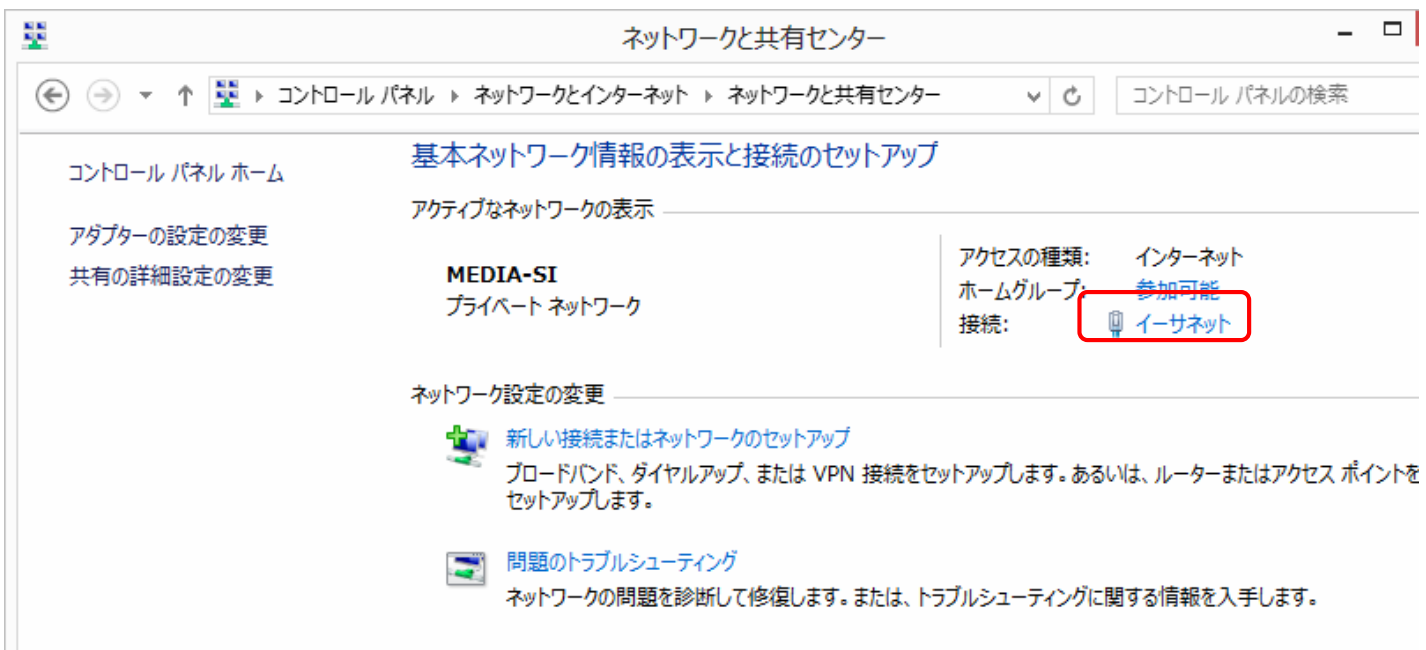 ネットワークと共有センター
コントロール パネル ネットワークとインターネット ネットワークと共有センター コントロール パネルの検索
コントロール パネル ホーム
アダプターの設定の変更
共有の詳細設定の変更
基本ネットワーク情報の表示と接続のセットアップ
アクティブなネットワークの表示
MEDIA-SI
プライベート ネットワーク
アクセスの種類: インターネット
ホームグループ: 参加可能
接続: イーサネット
ネットワーク設定の変更
新しい接続またはネットワークのセットアップ
ブロードバンド、ダイヤルアップ、または VPN 接続をセットアップします。あるいは、ルーターまたはアクセス ポイントを
セットアップします。
問題のトラブルシューティング
ネットワークの問題を診断して修復します。または、トラブルシューティングに関する情報を入手します。